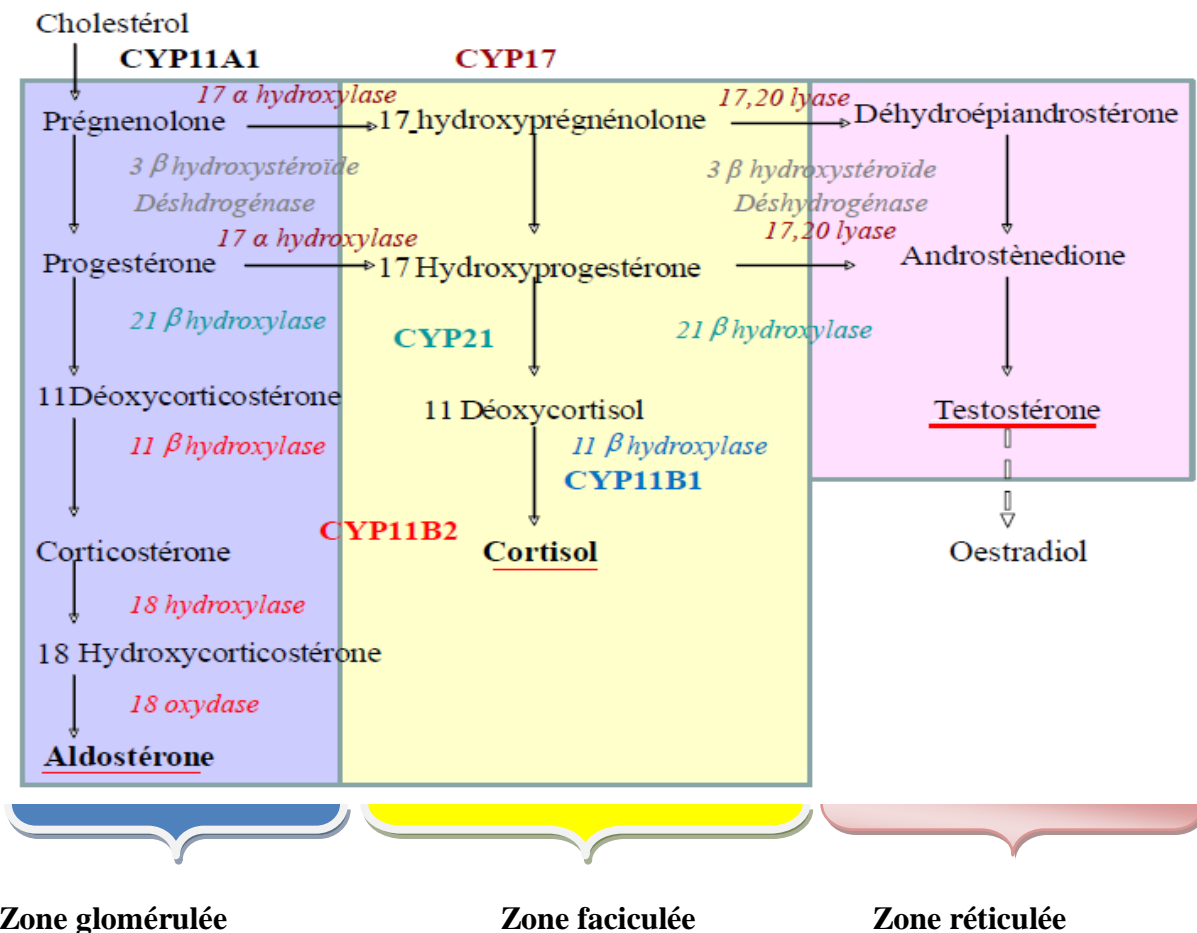 Cholestérol
CYP11A1 CYP17
17 α hydroxylase 17,20 lyase
Prégnenolone 17_hydroxyprégnénolone Déhydroépiandrostérone
3 β hydroxystéroïde 3 β hydroxystéroïde
Déshdrogénase Déshydrogénase
17 α hydroxylase 17,20 lyase
Progestérone 17 Hydroxyprogestérone Androstènedione
21 β hydroxylase CYP21 21 β hydroxylase
11Déoxycorticostérone 11 Déoxycortisol Testostérone
11 β hydroxylase 11 β hydroxylase
CYP11B1
CYP11B2
Corticostérone Cortisol Oestradiol
18 hydroxylase
18 Hydroxycorticostérone
18 oxydase
Aldostérone
Zone glomérulée Zone faciculée Zone réticulée